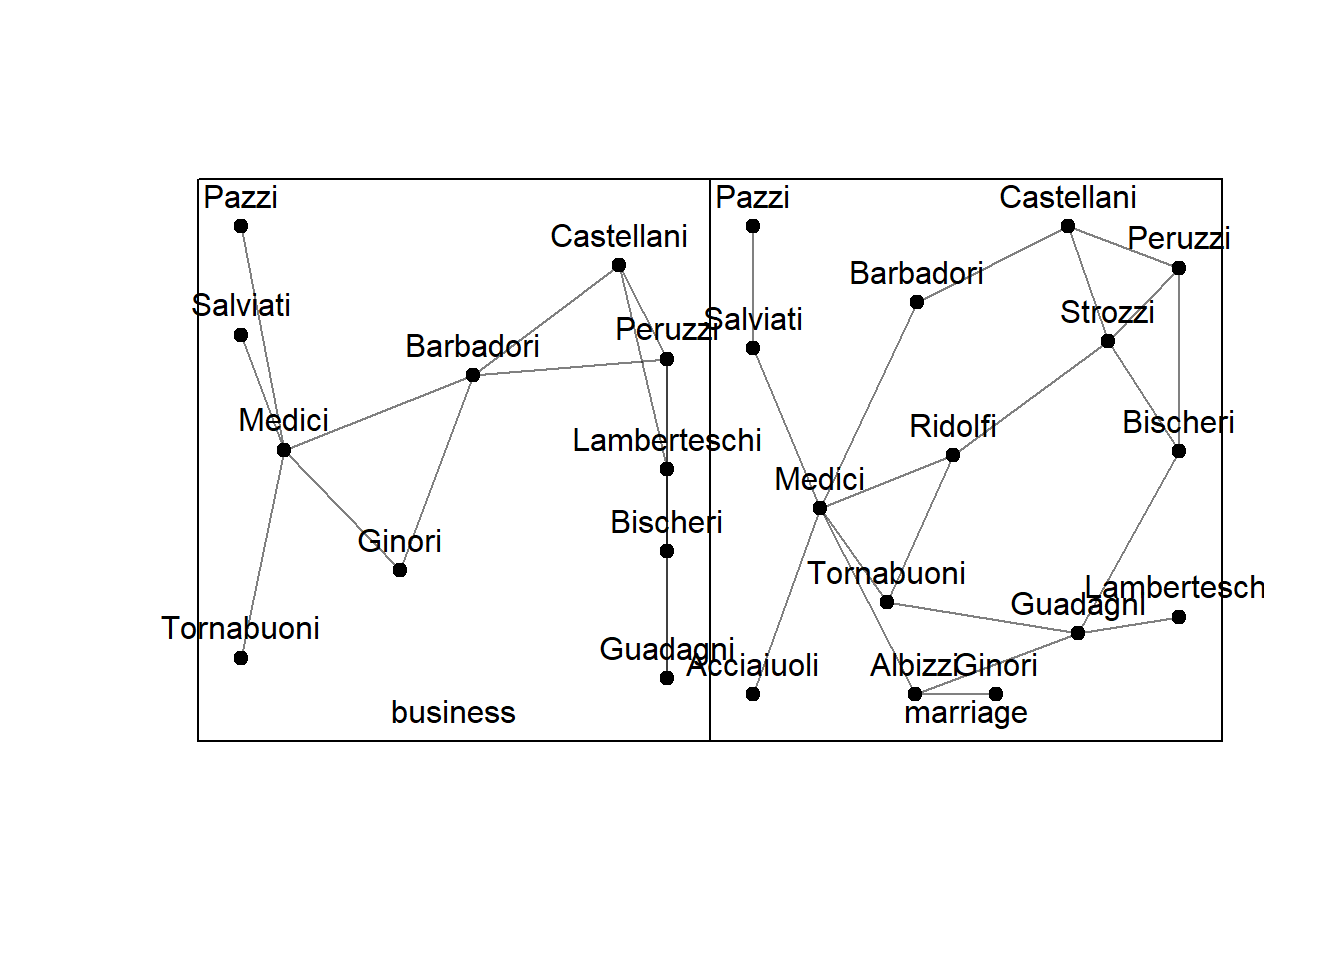 Pazzi
Castellani
Salviati
Peruzzi
Barbadori
Medici
Lamberteschi
Bischeri
Ginori
Tornabuoni
Guadagni
business
Pazzi
Castellani
Peruzzi
Barbadori
Salviati
Strozzi
Ridolfi
Bischeri
Medici
Tornabuoni
Lambertesch
Guadagni
Acciaiuoli
Albizzi
Ginori
marriage